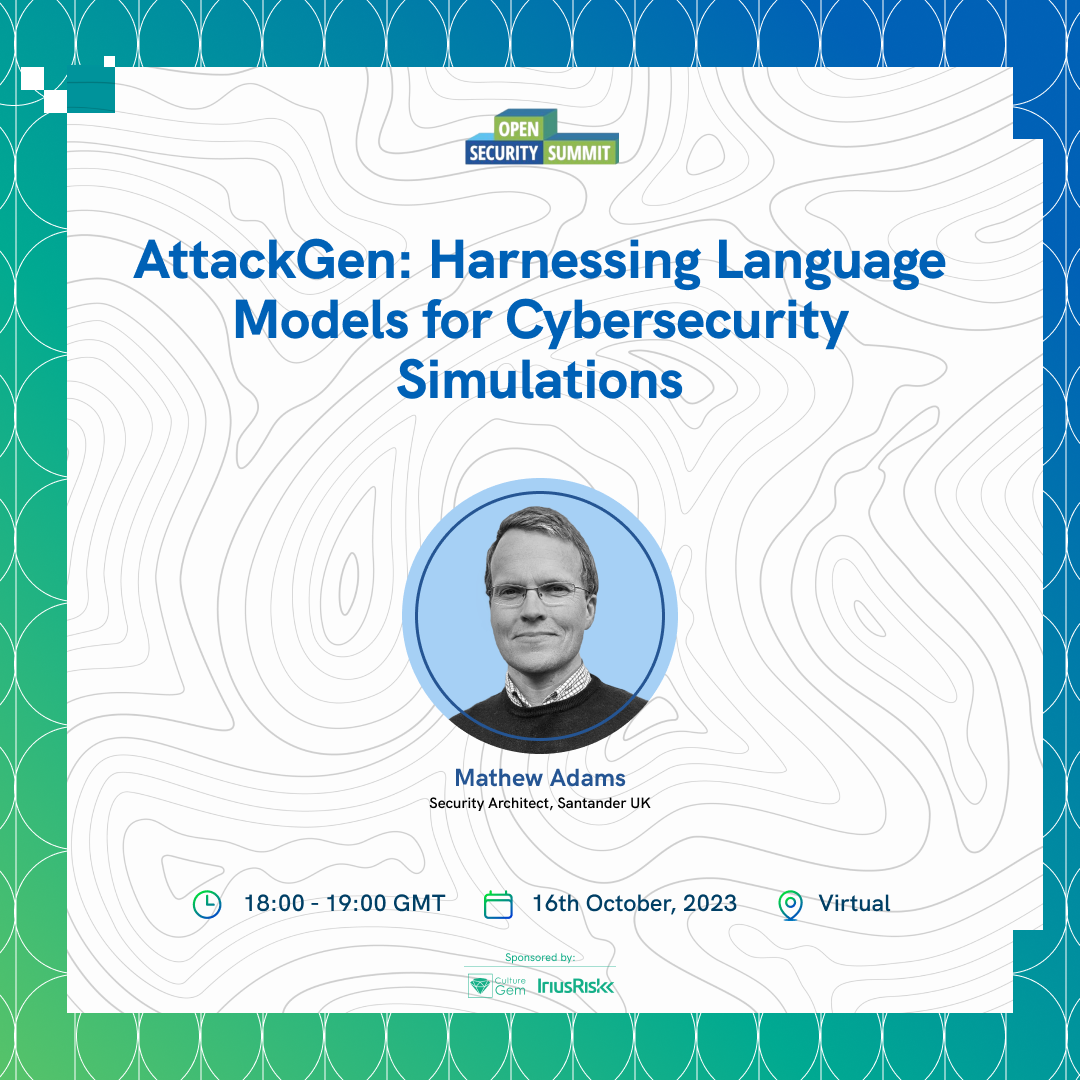 OPEN
SECURITY SUMMIT
AttackGen: Harnessing Language
Models for Cybersecurity
Simulations
Mathew Adams
Security Architect, Santander UK
18:00 - 19:00 GMT
16th October, 2023
Virtual
Sponsored by:
Culture
Gem
IriusRisk